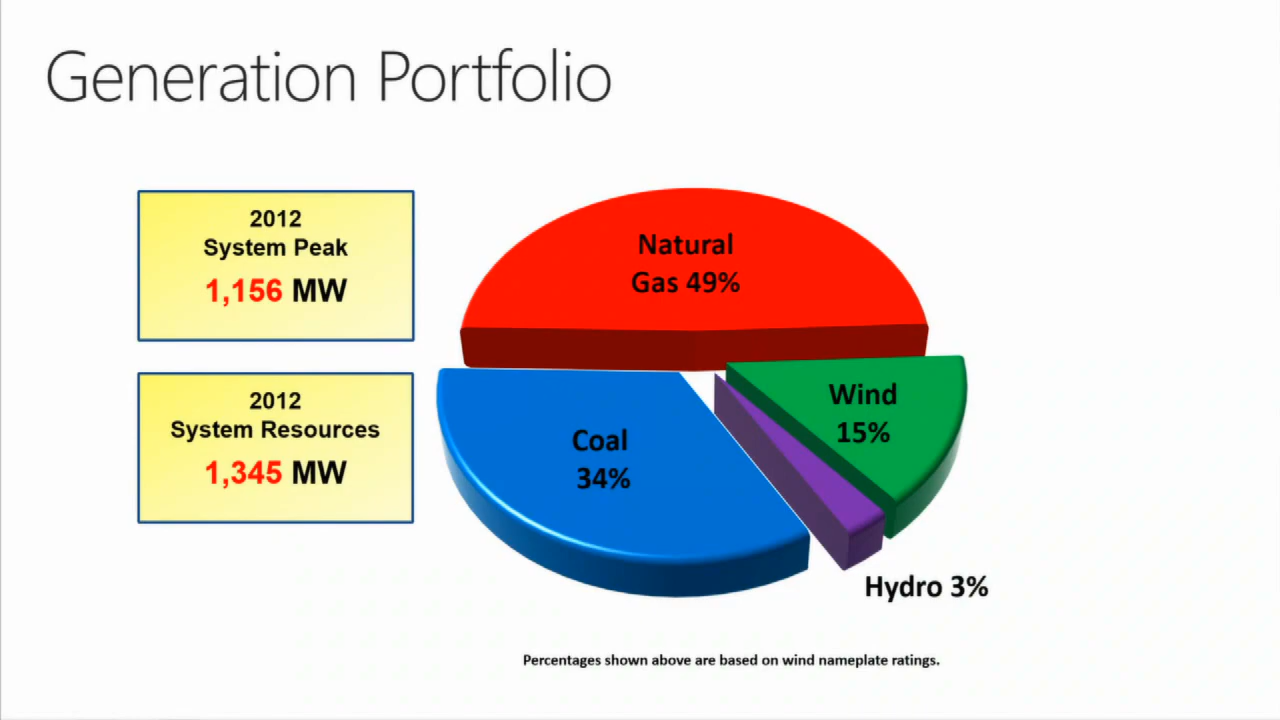 Generation Portfolio
2012
System Peak
1,156 MW
2012
System Resources
1,345 MW
Natural
Gas 49%
Wind
15%
Coal
34%
Hydro 3%
Percentages shown above are based on wind nameplate ratings.